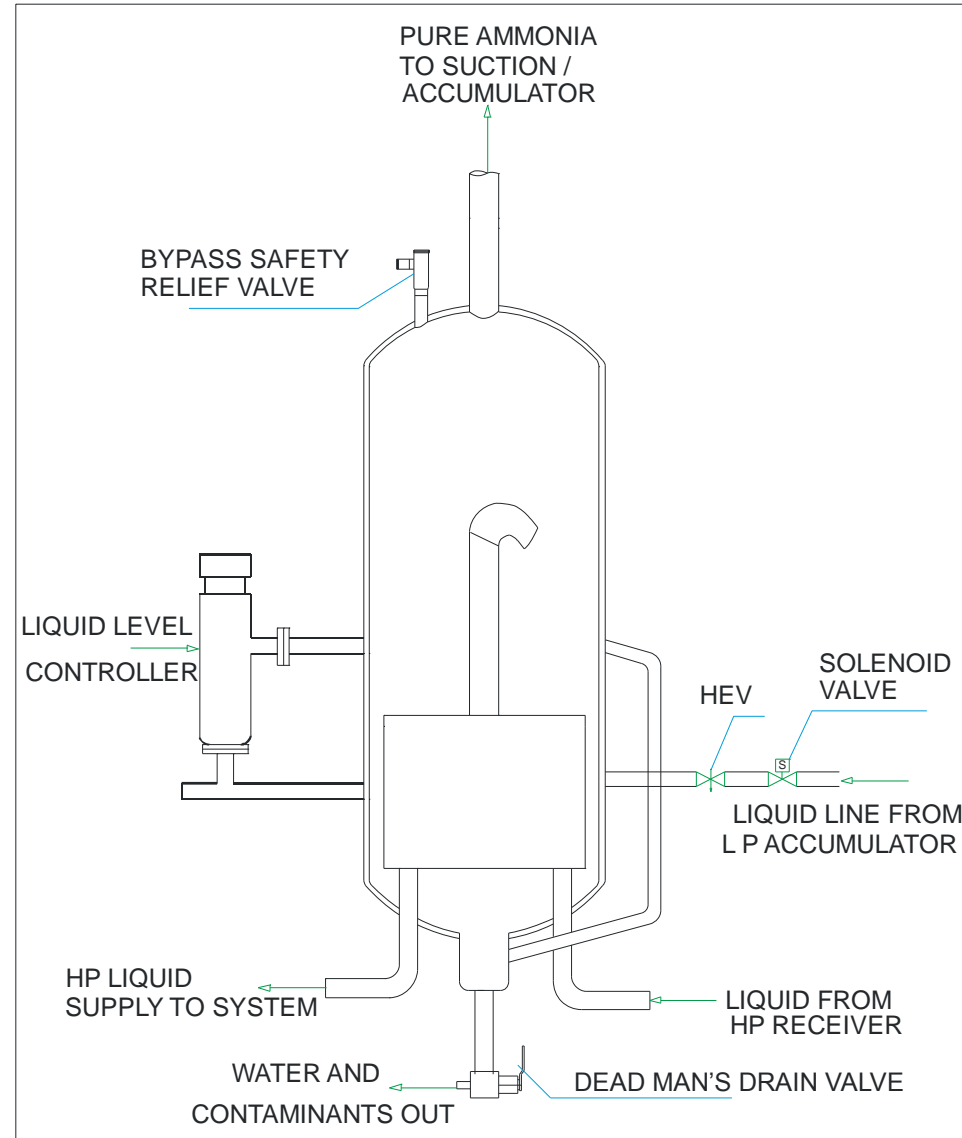 PURE AMMONIA
TO SUCTION /
ACCUMULATOR
BYPASS SAFETY
RELIEF VALVE
LIQUID LEVEL
CONTROLLER
SOLENOID
VALVE
HEV
S
LIQUID LINE FROM
L P ACCUMULATOR
HP LIQUID
SUPPLY TO SYSTEM
LIQUID FROM
HP RECEIVER
WATER AND
CONTAMINANTS OUT
DEAD MAN'S DRAIN VALVE